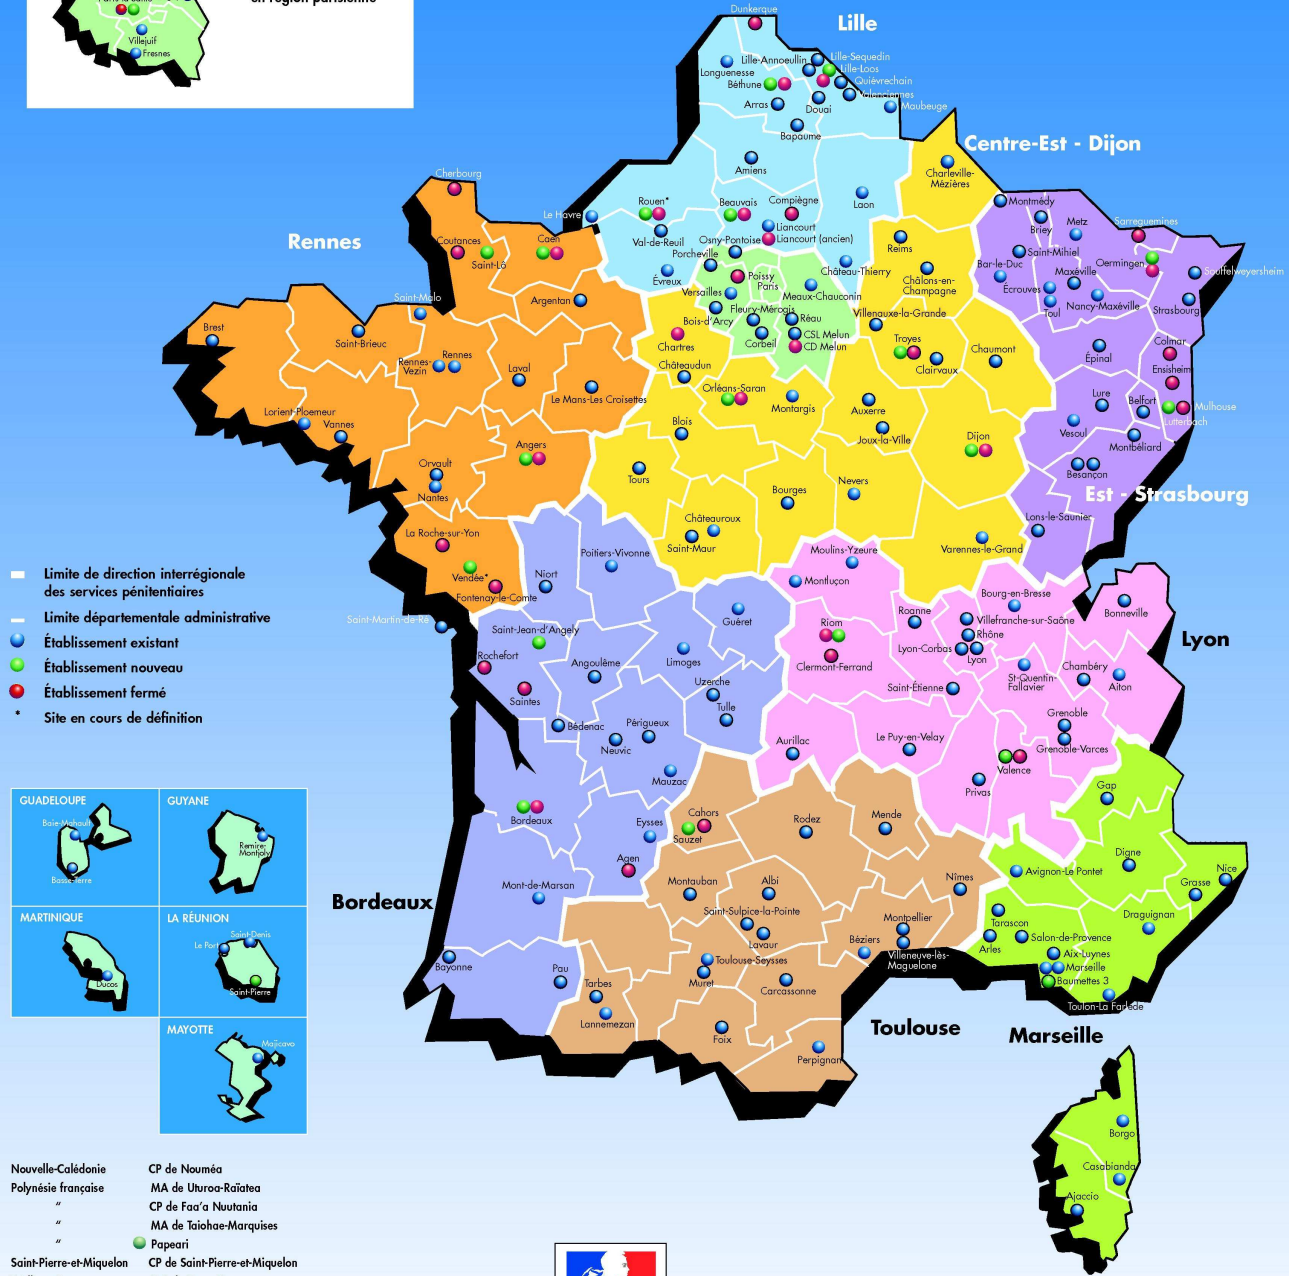 en région parisienne
Villejuif
Fresnes
Dunkerque
Lille
Lille-Annoeullin
Lille-Sequedin
Lille-Loos
Longuenesse
Béthune
Quiévrechain
Valenciennes
Arras
Douai
Maubeuge
Bapaume
Centre-Est - Dijon
Amiens
Charleville-
Mézières
Cherbourg
Rouen*
Beauvais
Compiègne
Laon
Montmédy
Le Havre
Briey
Metz
Sarreguemines
Rennes
Coutances
Caen
Val-de-Reuil
Osny-Pontoise
Liancourt
Liancourt (ancien)
Reims
Saint-Lô
Porcheville
Saint-Mihiel
Bar-le-Duc
Oermingen
Évreux
Poissy
Paris
Château-Thierry
Châlons-en-
Champagne
Maxéville
Souffelweyersheim
Écrouves
Versailles
Meaux-Chauconin
Saint-Malo
Argentan
Nancy-Maxéville
Toul
Strasbourg
Bois-d'Arcy
Fleury-Mérogis
Réau
Villenauxe-la-Grande
Brest
Saint-Brieuc
Chartres
Corbeil
CSL Melun
CD Melun
Troyes
Clairvaux
Chaumont
Épinal
Colmar
Rennes-
Vezin
Rennes
Laval
Châteaudun
Ensisheim
Le Mans-Les Croisettes
Orléans-Saran
Montargis
Auxerre
Lure
Belfort
Mulhouse
Lutterbach
Lorient-Ploemeur
Vannes
Blois
Joux-la-Ville
Vesoul
Montbéliard
Angers
Dijon
Orvault
Nantes
Tours
Besançon
Bourges
Nevers
Est - Strasbourg
Châteauroux
Saint-Maur
Lons-le-Saunier
La Roche-sur-Yon
Varennes-le-Grand
Poitiers-Vivonne
Moulins-Yzeure
Vendée*
Fontenay-le-Comte
Niort
Montluçon
Bourg-en-Bresse
Bonneville
Limite de direction interrégionale
des services pénitentiaires
Limite départementale administrative
Établissement existant
Établissement nouveau
Établissement fermé
* Site en cours de définition
Saint-Martin-de-Ré
Saint-Jean-d'Angely
Guéret
Riom
Roanne
Villefranche-sur-Saône
Rhône
Lyon
Lyon-Corbas
Lyon
Rochefort
Angoulême
Limoges
Clermont-Ferrand
St-Quentin-
Fallavier
Chambéry
Aiton
Saintes
Uzerche
Saint-Étienne
Tulle
Bédenac
Périgueux
Neuvic
Grenoble
Grenoble-Varces
Aurillac
Le Puy-en-Velay
Valence
Mauzac
Privas
Gap
Bordeaux
Cahors
Sauzet
Eysses
Rodez
Mende
Agen
Digne
Nice
Mont-de-Marsan
Montauban
Albi
Nîmes
Avignon-Le Pontet
Grasse
Bordeaux
Saint-Sulpice-la-Pointe
Lavaur
Montpellier
Tarascon
Draguignan
Béziers
Villeneuve-lès-
Maguelone
Arles
Salon-de-Provence
Aix-Luynes
Bayonne
Pau
Toulouse-Seysses
Muret
Marseille
Tarbes
Carcassonne
Baumettes 3
Toulon-La Farlède
Lannemezan
Foix
Toulouse
Marseille
Perpignan
Borgo
Casabianda
Ajaccio
GUADELOUPE
Baie-Mahault
Basse-Terre
GUYANE
Remire-
Montjoly
MARTINIQUE
Ducos
LA RÉUNION
Saint-Denis
Le Port
Saint-Pierre
MAYOTTE
Majicavo
Nouvelle-Calédonie CP de Nouméa
Polynésie française MA de Uturoa-Raïatea
" CP de Faa'a Nuutania
" MA de Taiohae-Marquises
" Papeari
Saint-Pierre-et-Miquelon CP de Saint-Pierre-et-Miquelon